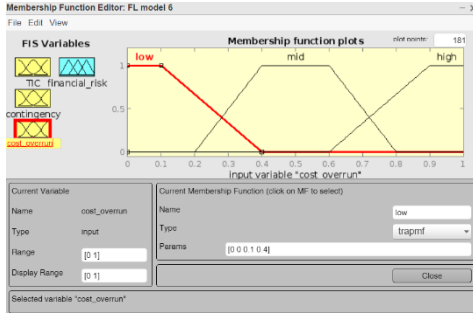 Membership Function Editor: FL model 6
File Edit View
FIS Variables
Membership function plots
plot points:
181
TIC financial_risk
contingency
cost_overrun
low
mid
high
1
0.5
0
0 0.1 0.2 0.3 0.4 0.5 0.6 0.7 0.8 0.9 1
input variable "cost_overrun"
Current Variable
Name cost_overrun
Type input
Range [0 1]
Display Range [0 1]
Current Membership Function (click on MF to select)
Name low
Type trapmf
Params [0 0 0.1 0.4]
Close
Selected variable "cost_overrun"